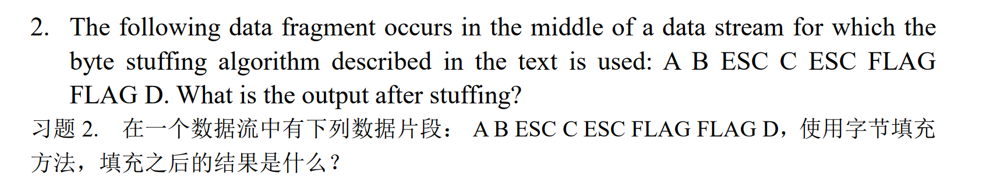 2. The following data fragment occurs in the middle of a data stream for which the
byte stuffing algorithm described in the text is used: A B ESC C ESC FLAG
FLAG D. What is the output after stuffing?
习题 2. 在一个数据流中有下列数据片段： A B ESC C ESC FLAG FLAG D，使用字节填充
方法，填充之后的结果是什么？